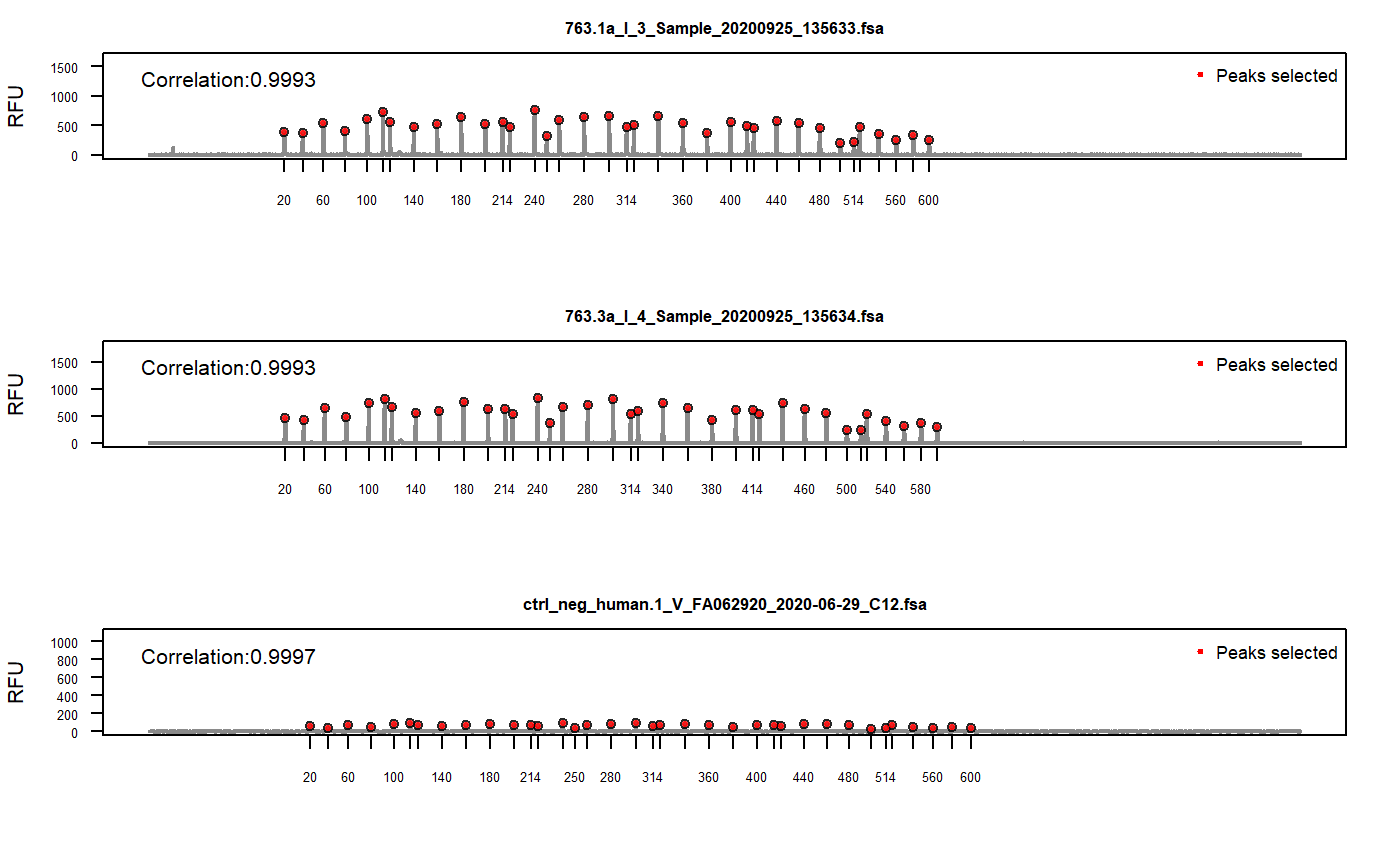 763.1a_I_3_Sample_20200925_135633.fsa
RFU
1500
1000
500
0
Correlation:0.9993
Peaks selected
20 60 100 140 180 214 240 280 314 360 400 440 480 514 560 600
763.3a_I_4_Sample_20200925_135634.fsa
RFU
1500
1000
500
0
Correlation:0.9993
Peaks selected
20 60 100 140 180 214 240 280 314 340 380 414 460 500 540 580
ctrl_neg_human.1_V_FA062920_2020-06-29_C12.fsa
RFU
1000
800
600
400
200
0
Correlation:0.9997
Peaks selected
20 60 100 140 180 214 250 280 314 360 400 440 480 514 560 600